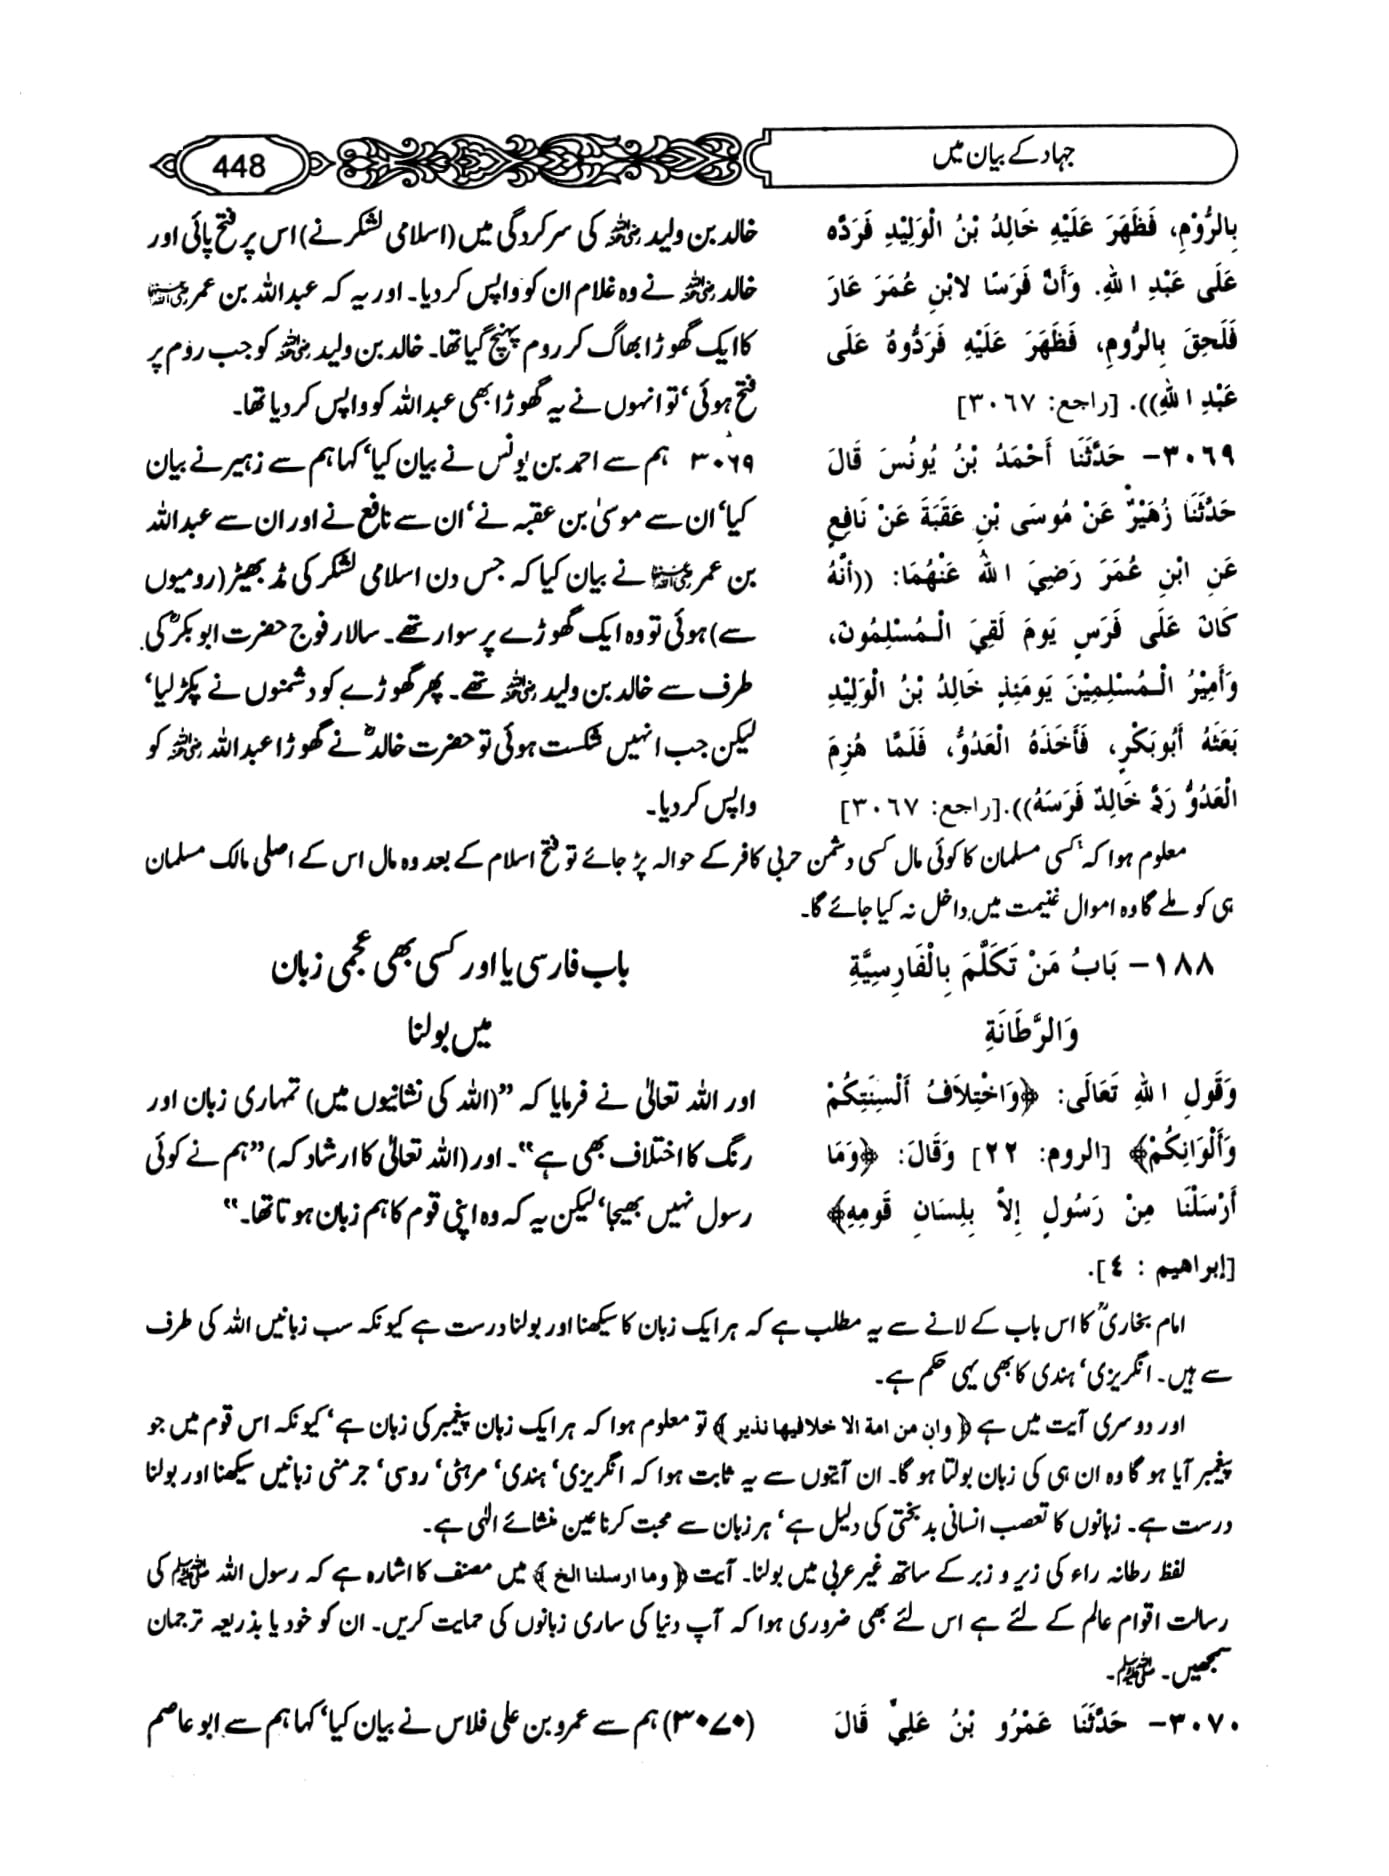 جہاد کے بیان میں
448
بِالرُّوْمِ، فَظَهَرَ عَلَيْهِ خَالِدُ بْنُ الْوَلِيْدِ فَرَدَّه
عَلَى عَبْدِ اللهِ. وَأَنَّ فَرَسًا لابْنِ عُمَرَ عَارَ
فَلَحِقَ بِالرُّومِ، فَظَهَرَ عَلَيْهِ فَرَدُّوهُ عَلَى
عَبْدِ اللهِ)). [راجع: ٣٠٦٧]
٣٠٦٩- حَدَّثَنَا أَحْمَدُ بْنُ يُونُسَ قَالَ
حَدَّثَنَا زُهَيْرٌ عَنْ مُوسَى بْنِ عَقَبَةَ عَنْ نَافِعٍ
عَنِ ابْنِ عُمَرَ رَضِيَ اللهُ عَنْهُمَا: ((أَنَّهُ
كَانَ عَلَى فَرَسٍ يَومَ لَقِيَ الْـمُسْلِمُونَ،
وَأَمِيْرُ الْـمُسْلِمِيْنَ يَومَئِذٍ خَالِدُ بْنُ الْوَلِيْدِ
بَعَثَهُ أَبُوبَكْرٍ، فَأَخَذَهُ الْعَدُوُّ، فَلَمَّا هُزِمَ
الْعَدُوُّ رَدَّ خَالِدٌ فَرَسَهُ)).[راجع: ٣٠٦٧]
خالد بن ولید رضی اللہ عنہ کی سرکردگی میں (اسلامی لشکر نے) اس پر فتح پائی اور
خالد رضی اللہ عنہ نے وہ غلام ان کو واپس کر دیا۔ اور یہ کہ عبداللہ بن عمر رضی اللہ عنہما
کا ایک گھوڑا بھاگ کر روم پہنچ گیا تھا۔ خالد بن ولید رضی اللہ عنہ کو جب روم پر
فتح ہوئی‘ تو انہوں نے یہ گھوڑا بھی عبداللہ کو واپس کر دیا تھا۔
۳۰۶۹ ہم سے احمد بن یونس نے بیان کیا‘ کہا ہم سے زہیر نے بیان
کیا‘ ان سے موسیٰ بن عقبہ نے‘ ان سے نافع نے اور ان سے عبداللہ
بن عمر رضی اللہ عنہما نے بیان کیا کہ جس دن اسلامی لشکر کی مڈ بھیڑ (رومیوں
سے) ہوئی تو وہ ایک گھوڑے پر سوار تھے۔ سالار فوج حضرت ابو بکرؓ کی
طرف سے خالد بن ولید رضی اللہ عنہ تھے۔ پھر گھوڑے کو دشمنوں نے پکڑ لیا‘
لیکن جب انہیں شکست ہوئی تو حضرت خالدؓ نے گھوڑا عبداللہ رضی اللہ عنہ کو
واپس کر دیا۔
معلوم ہوا کہ کسی مسلمان کا کوئی مال کسی دشمن حربی کافر کے حوالہ پڑ جائے تو فتح اسلام کے بعد وہ مال اس کے اصلی مالک مسلمان
ہی کو ملے گا وہ اموال غنیمت میں داخل نہ کیا جائے گا۔
١٨٨- بَابُ مَنْ تَكَلَّمَ بِالْفَارِسِيَّةِ
وَالرَّطَانَةِ
باب فارسی یا اور کسی بھی عجمی زبان
میں بولنا
وَقَولِ اللهِ تَعَالَى: ﴿وَاخْتِلاَفُ أَلْسِنَتِكُمْ
وَأَلْوَانِكُمْ﴾ [الروم: ٢٢] وَقَالَ: ﴿وَمَا
أَرْسَلْنَا مِنْ رَسُولٍ إِلاَّ بِلِسَانِ قَومِهِ﴾
[إبراهيم : ٤].
اور اللہ تعالیٰ نے فرمایا کہ ”(اللہ کی نشانیوں میں) تمہاری زبان اور
رنگ کا اختلاف بھی ہے“۔ اور (اللہ تعالیٰ کا ارشاد کہ) ”ہم نے کوئی
رسول نہیں بھیجا‘ لیکن یہ کہ وہ اپنی قوم کا ہم زبان ہوتا تھا۔“
امام بخاریؒ کا اس باب کے لانے سے یہ مطلب ہے کہ ہر ایک زبان کا سیکھنا اور بولنا درست ہے کیونکہ سب زبانیں اللہ کی طرف
سے ہیں۔ انگریزی‘ ہندی کا بھی یہی حکم ہے۔
اور دوسری آیت میں ہے ﴿ وان من امة الا خلافيها نذير ﴾ تو معلوم ہوا کہ ہر ایک زبان پیغمبر کی زبان ہے‘ کیونکہ اس قوم میں جو
پیغمبر آیا ہو گا وہ ان ہی کی زبان بولتا ہو گا۔ ان آیتوں سے یہ ثابت ہوا کہ انگریزی‘ ہندی‘ مرہٹی‘ روسی‘ جرمنی زبانیں سیکھنا اور بولنا
درست ہے۔ زبانوں کا تعصب انسانی بدبختی کی دلیل ہے‘ ہر زبان سے محبت کرنا عین منشائے الٰہی ہے۔
لفظ رطانہ راء کی زیر و زبر کے ساتھ غیر عربی میں بولنا۔ آیت ﴿ وما ارسلنا الخ ﴾ میں مصنف کا اشارہ ہے کہ رسول اللہ ﷺ کی
رسالت اقوام عالم کے لئے ہے اس لئے بھی ضروری ہوا کہ آپ دنیا کی ساری زبانوں کی حمایت کریں۔ ان کو خود یا بذریعہ ترجمان
سمجھیں۔ ﷺ۔
٣٠٧٠- حَدَّثَنَا عَمْرُو بْنُ عَلِيٍّ قَالَ
(۳۰۷۰) ہم سے عمرو بن علی فلاس نے بیان کیا‘ کہا ہم سے ابو عاصم